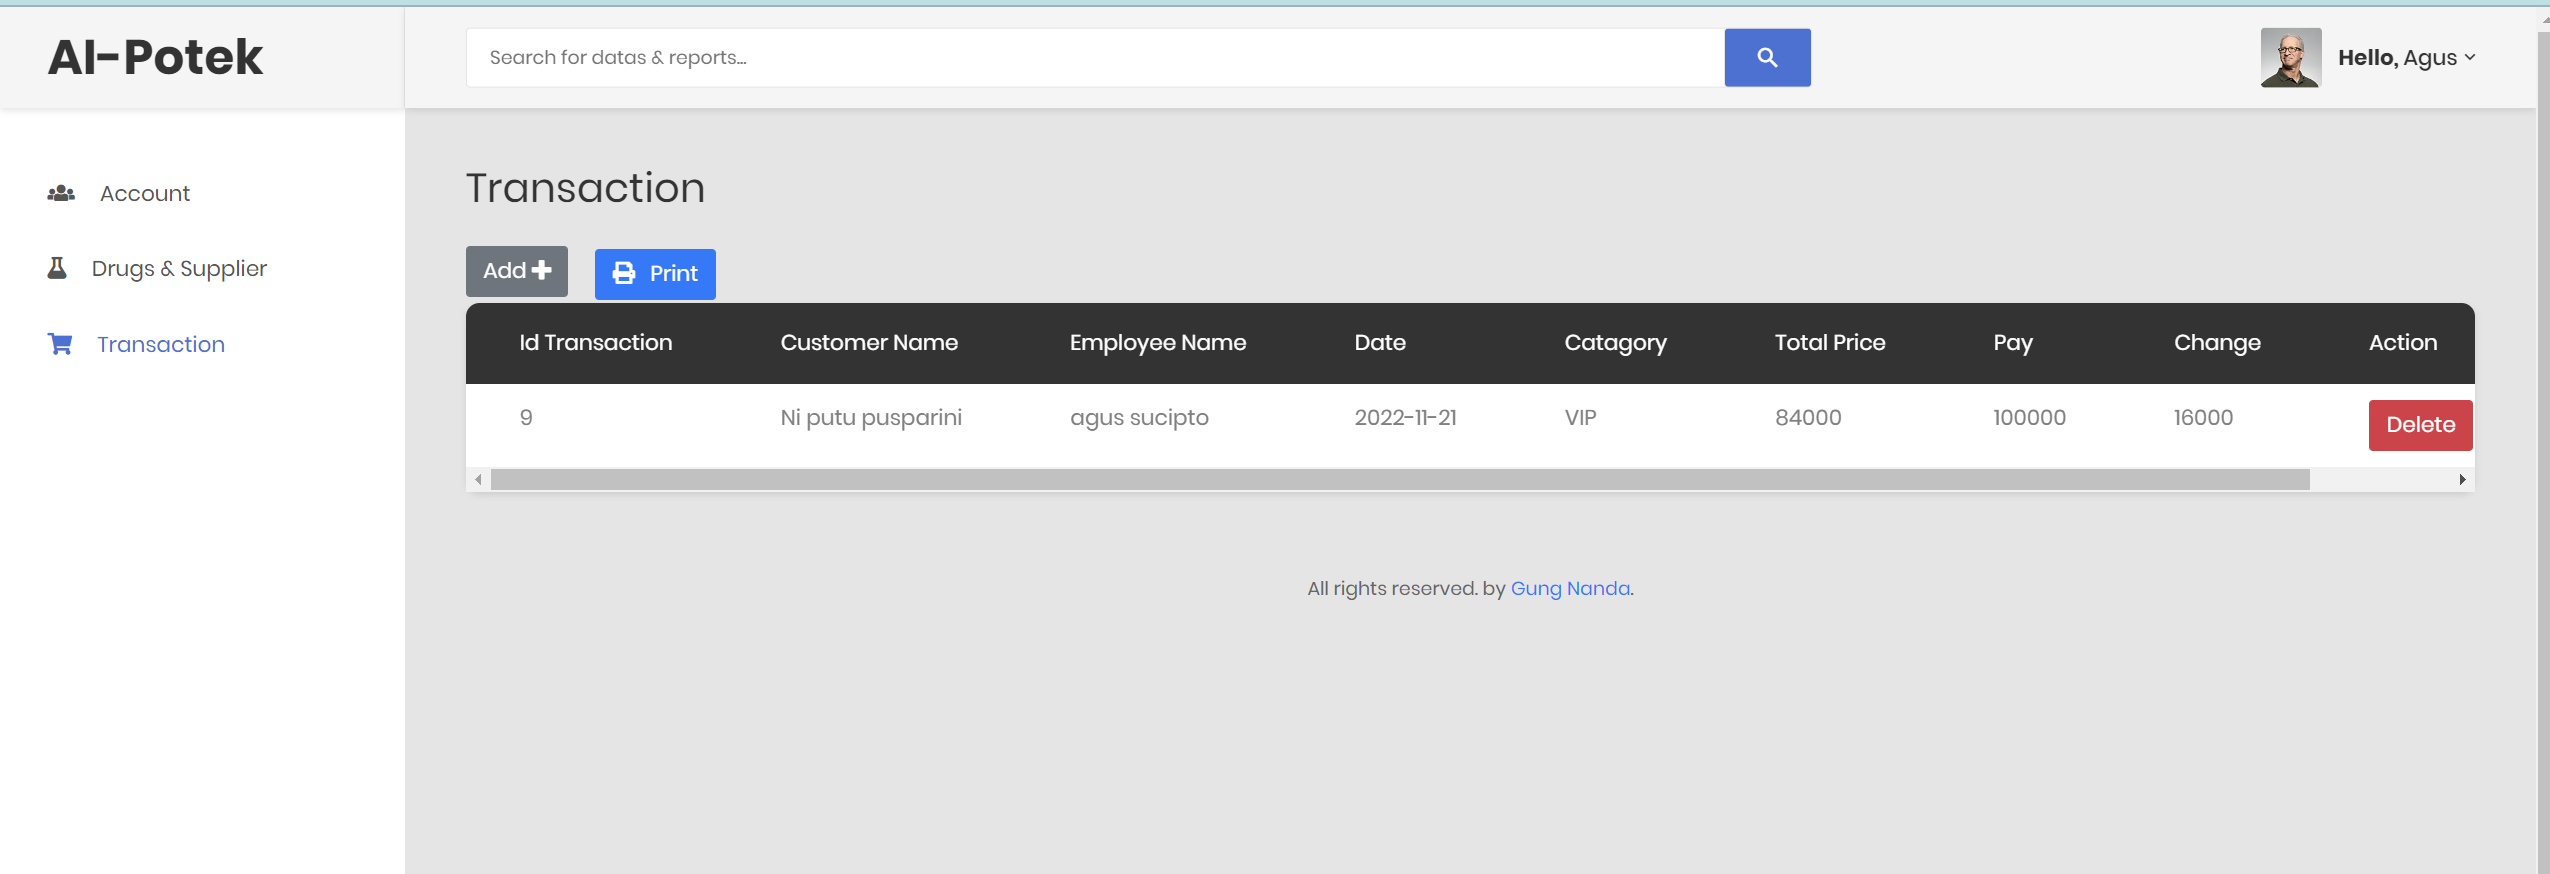 AI-Potek
Search for datas & reports...
Hello, Agus
Account
Drugs & Supplier
Transaction
Transaction
Add
Print
Id Transaction Customer Name Employee Name Date Catagory Total Price Pay Change Action
9 Ni putu pusparini agus sucipto 2022-11-21 VIP 84000 100000 16000 Delete
All rights reserved. by Gung Nanda.